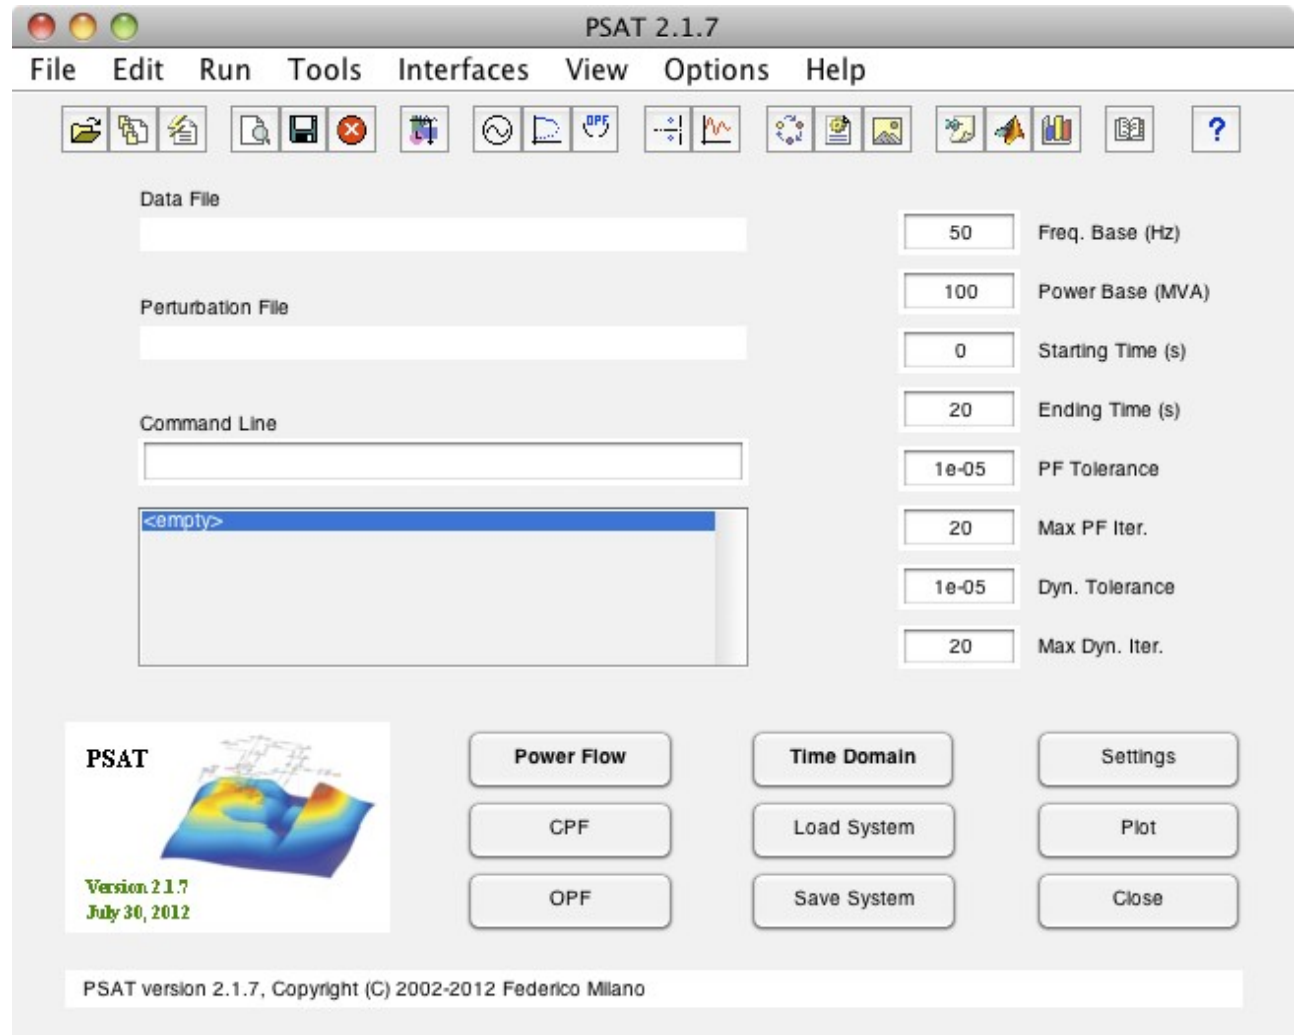 PSAT 2.1.7
File Edit Run Tools Interfaces View Options Help
OPF
?
Data File
50 Freq. Base (Hz)
100 Power Base (MVA)
Perturbation File
0 Starting Time (s)
20 Ending Time (s)
Command Line
1e-05 PF Tolerance
<empty>
20 Max PF Iter.
1e-05 Dyn. Tolerance
20 Max Dyn. Iter.
PSAT
Power Flow Time Domain Settings
CPF Load System Plot
Version 2.1.7
OPF Save System Close
July 30, 2012
PSAT version 2.1.7, Copyright (C) 2002-2012 Federico Milano